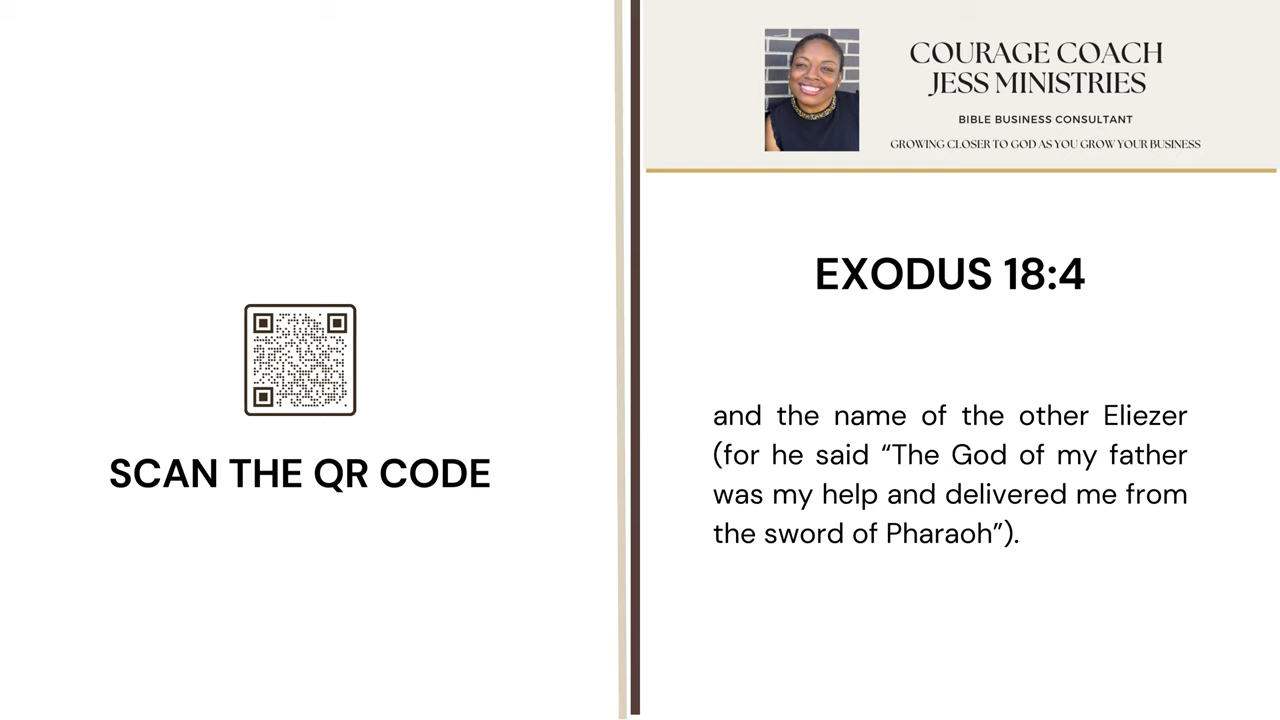 SCAN THE QR CODE
COURAGE COACH
JESS MINISTRIES
BIBLE BUSINESS CONSULTANT
GROWING CLOSER TO GOD AS YOU GROW YOUR BUSINESS
EXODUS 18:4
and the name of the other Eliezer
(for he said “The God of my father
was my help and delivered me from
the sword of Pharaoh”).